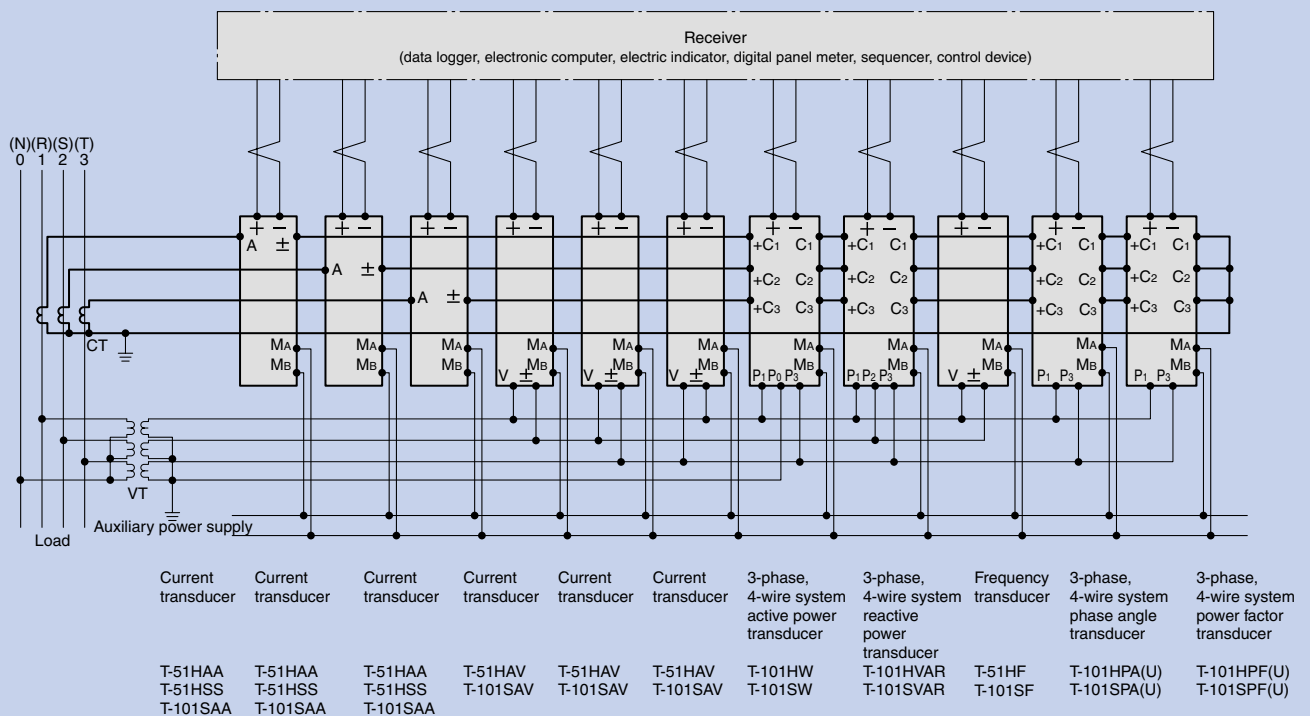 Receiver
(data logger, electronic computer, electric indicator, digital panel meter, sequencer, control device)
(N)(R)(S)(T)
0 1 2 3
+ − + − + − + − + − + − + − + − + − + − + −
A ± +C1 C1 +C1 C1 +C1 C1 +C1 C1
A ± +C2 C2 +C2 C2 +C2 C2 +C2 C2
A ± +C3 C3 +C3 C3 +C3 C3 +C3 C3
CT
MA MA MA MA MA MA MA MA MA MA MA
MB MB MB MB MB MB MB MB MB MB MB
V ± V ± V ± P1 P0 P3 P1 P2 P3 V ± P1 P3 P1 P3
VT
Auxiliary power supply
Load
Current Current Current Current Current Current 3-phase, 3-phase, Frequency 3-phase, 3-phase,
transducer transducer transducer transducer transducer transducer 4-wire system 4-wire system transducer 4-wire system 4-wire system
active power reactive phase angle power factor
transducer power transducer transducer
transducer
T-51HAA T-51HAA T-51HAA T-51HAV T-51HAV T-51HAV T-101HW T-101HVAR T-51HF T-101HPA(U) T-101HPF(U)
T-51HSS T-51HSS T-51HSS T-101SAV T-101SAV T-101SAV T-101SW T-101SVAR T-101SF T-101SPA(U) T-101SPF(U)
T-101SAA T-101SAA T-101SAA